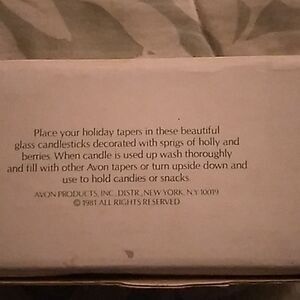 Place your holiday tapers in these beautiful
glass candlesticks decorated with sprigs of holly and
berries. When candle is used up wash thoroughly
and fill with other Avon tapers or turn upside down and
use to hold candies or snacks.
AVON PRODUCTS, INC. DISTR., NEW YORK, N.Y. 10019
© 1981 ALL RIGHTS RESERVED